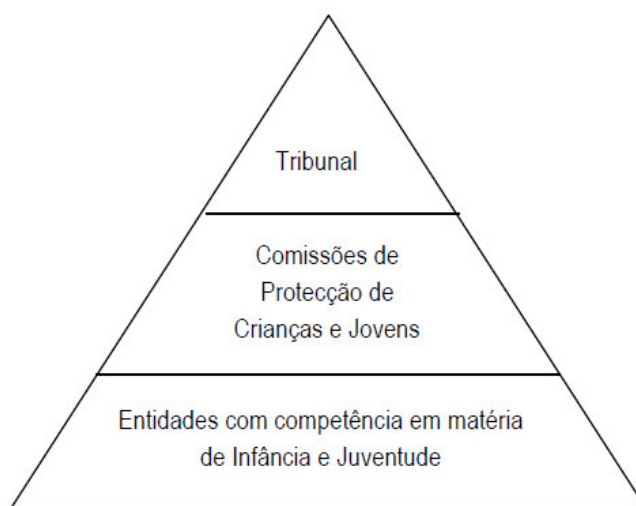 Tribunal
Comissões de
Protecção de
Crianças e Jovens
Entidades com competência em matéria
de Infância e Juventude